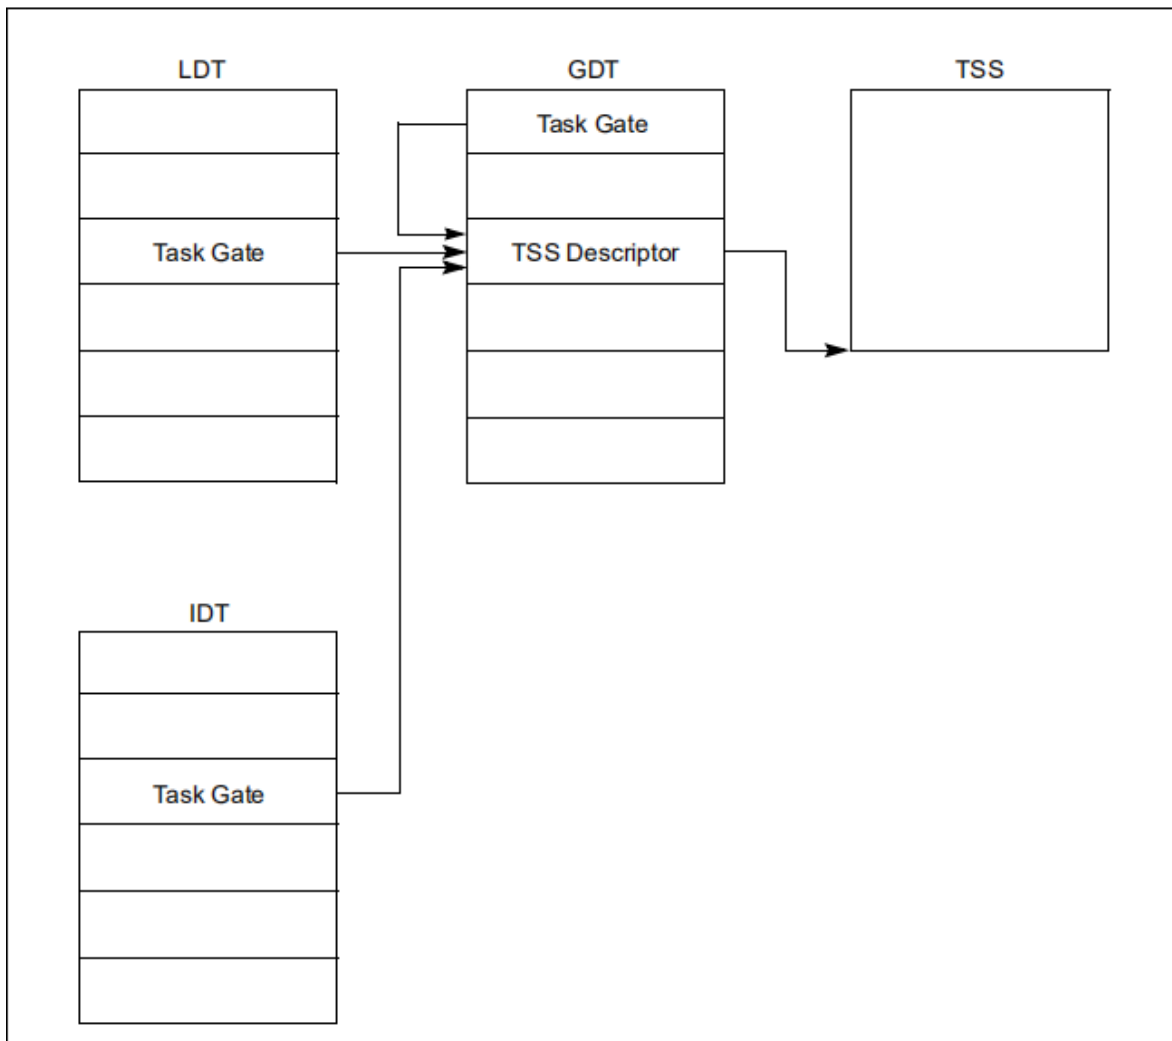 LDT
GDT
TSS
Task Gate
Task Gate
TSS Descriptor
IDT
Task Gate